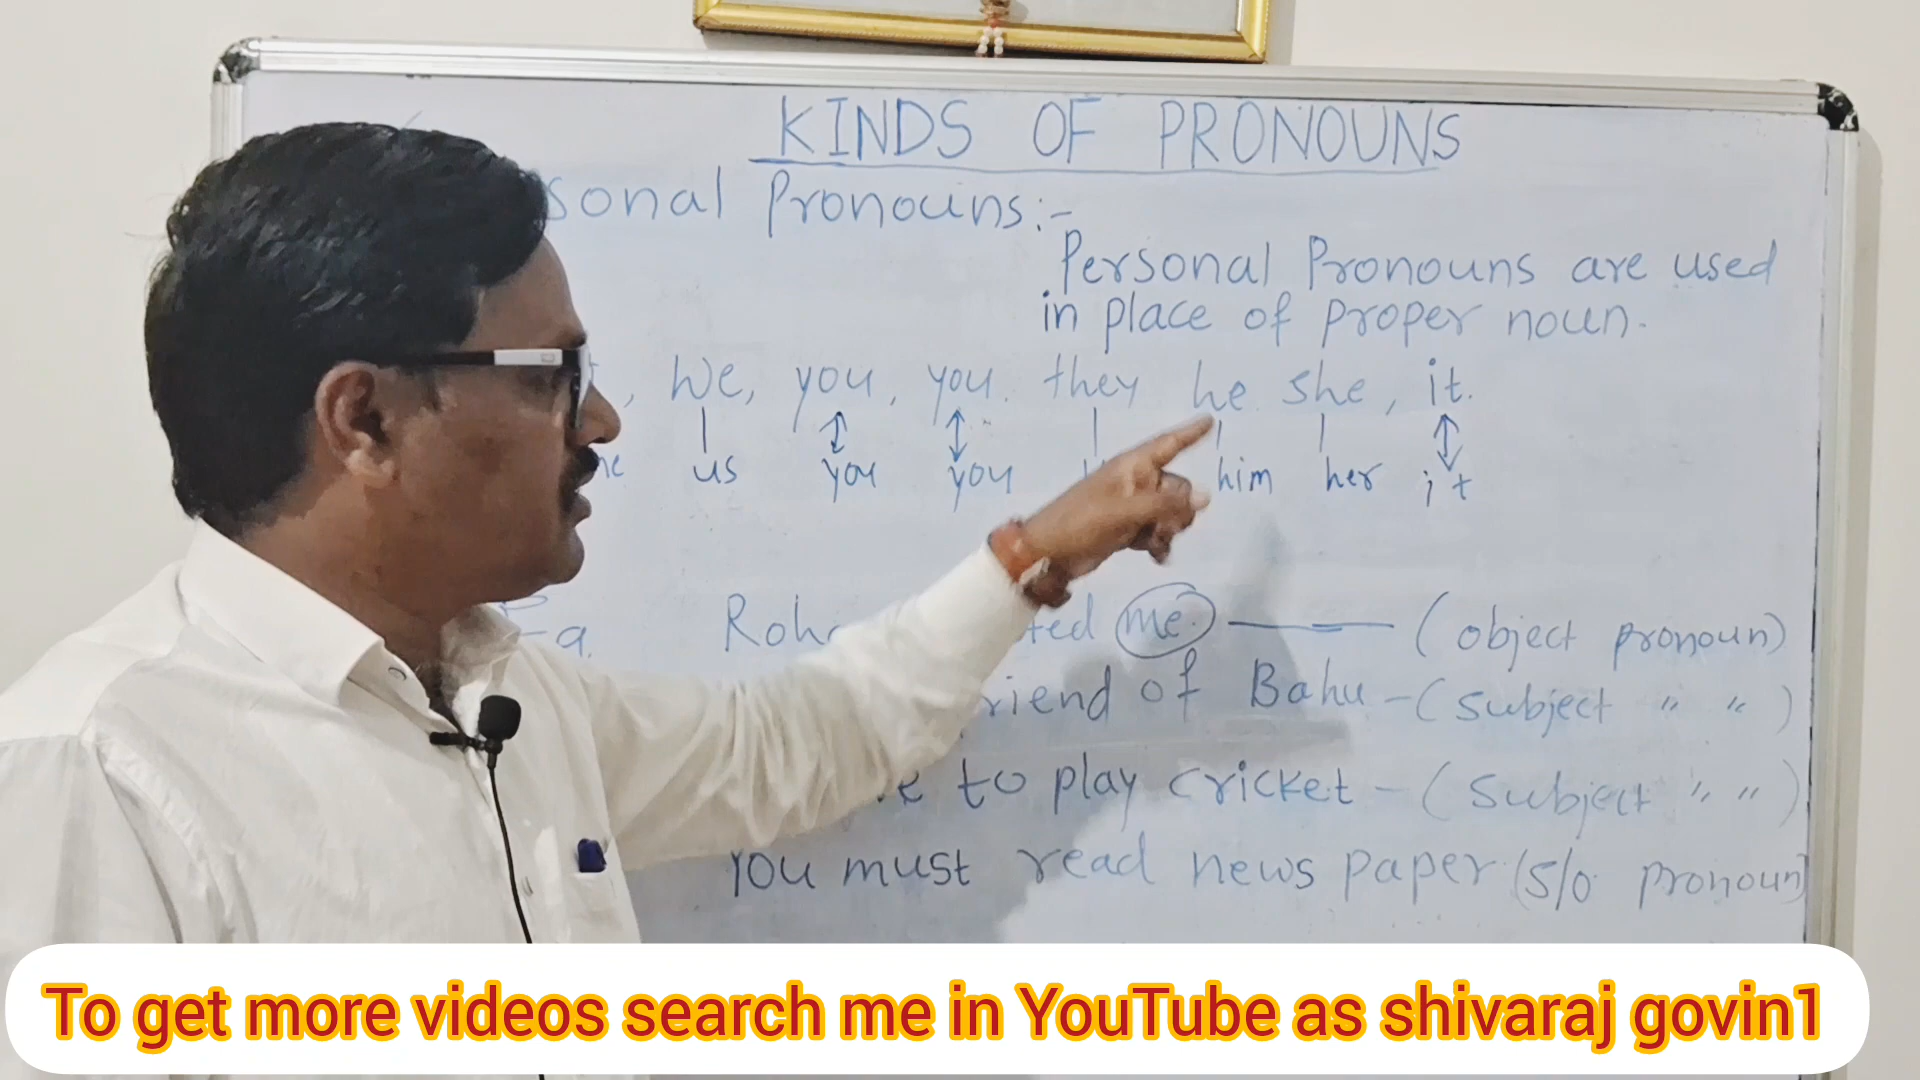 KINDS OF PRONOUNS
sonal Pronouns:-
Personal Pronouns are used
in place of proper noun.
, We, you, you. they he she, it.
us you you him her it
me. (object pronoun)
riend of Bahu - (Subject " ")
to play cricket - (Subject " ")
You must read news paper (S/O pronoun)
To get more videos search me in YouTube as shivaraj govin1